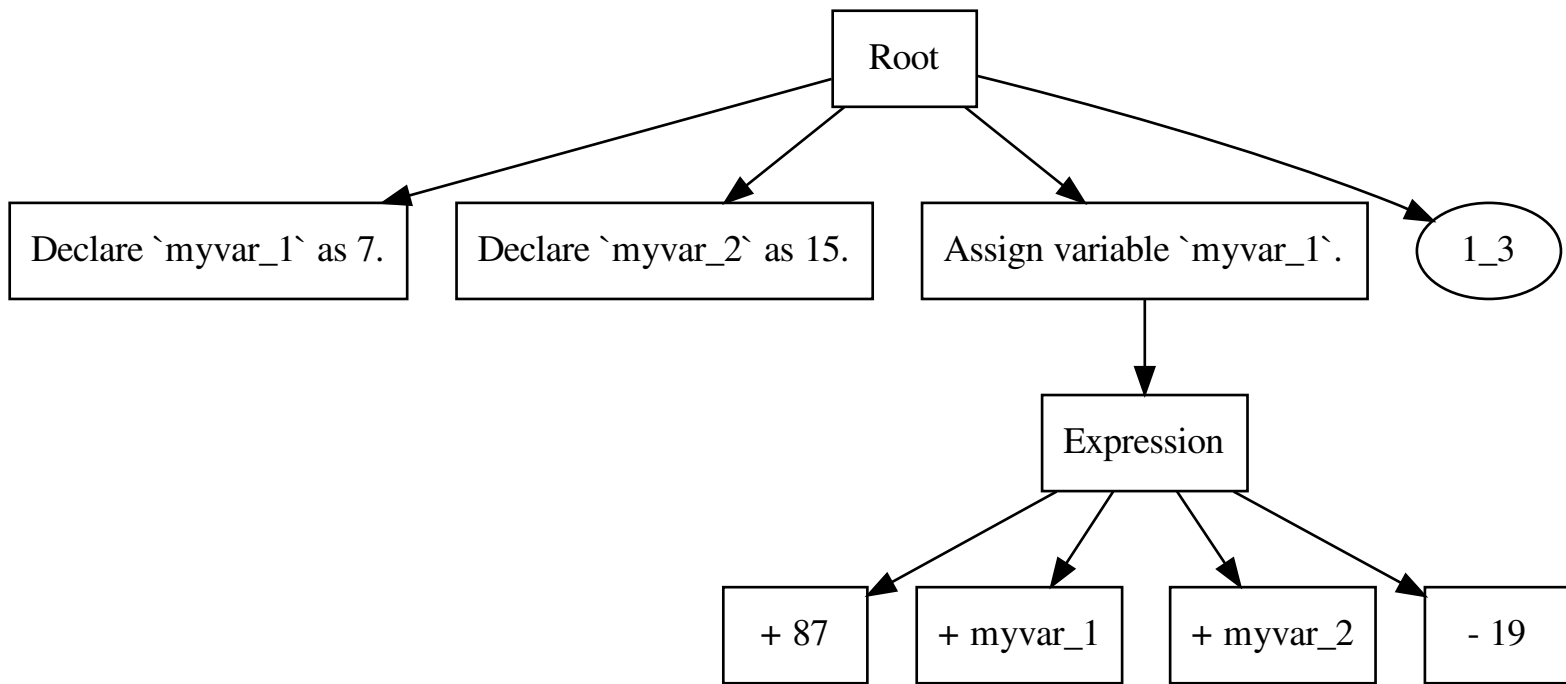 Root
Declare `myvar_1` as 7.
Declare `myvar_2` as 15.
Assign variable `myvar_1`.
1_3
Expression
+ 87
+ myvar_1
+ myvar_2
- 19